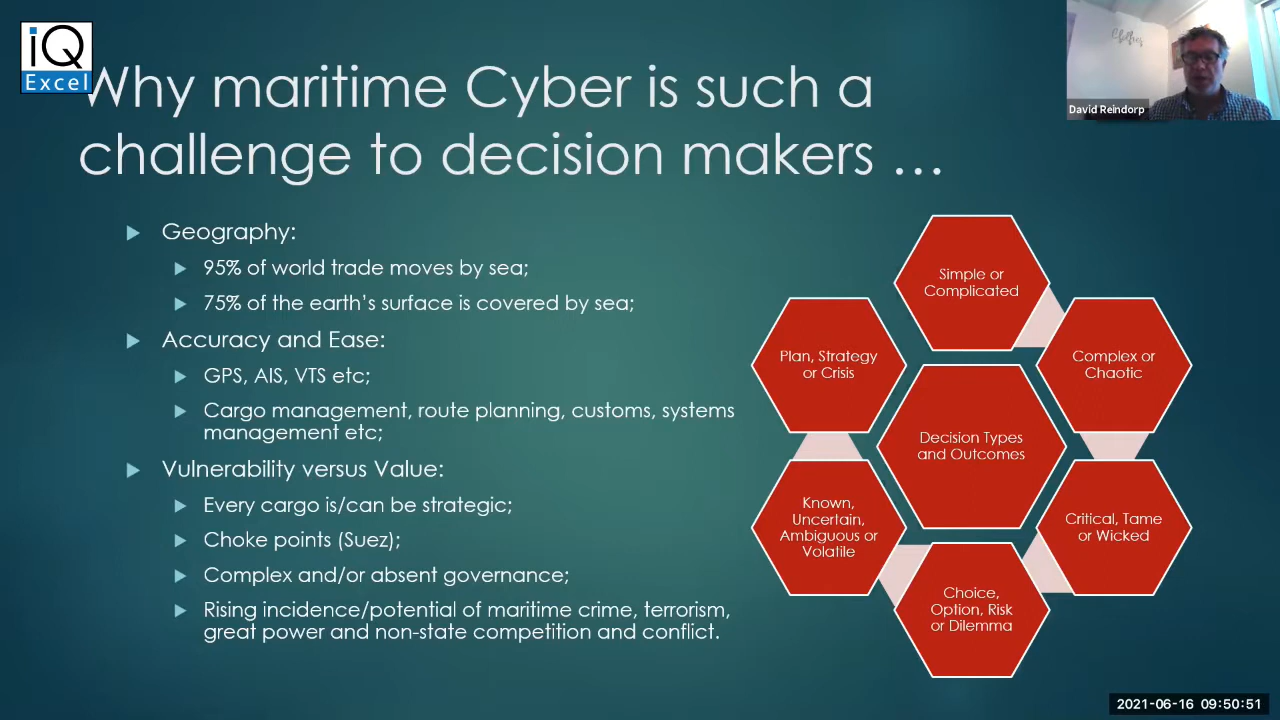 iQ
Excel
Why maritime Cyber is such a
challenge to decision makers …
Geography:
95% of world trade moves by sea;
75% of the earth's surface is covered by sea;
Accuracy and Ease:
GPS, AIS, VTS etc;
Cargo management, route planning, customs, systems
management etc;
Vulnerability versus Value:
Every cargo is/can be strategic;
Choke points (Suez);
Complex and/or absent governance;
Rising incidence/potential of maritime crime, terrorism,
great power and non-state competition and conflict.
Simple or
Complicated
Complex or
Chaotic
Critical, Tame
or Wicked
Choice,
Option, Risk
or Dilemma
Known,
Uncertain,
Ambiguous or
Volatile
Plan, Strategy
or Crisis
Decision Types
and Outcomes
David Reindorp
2021-06-16 09:50:51